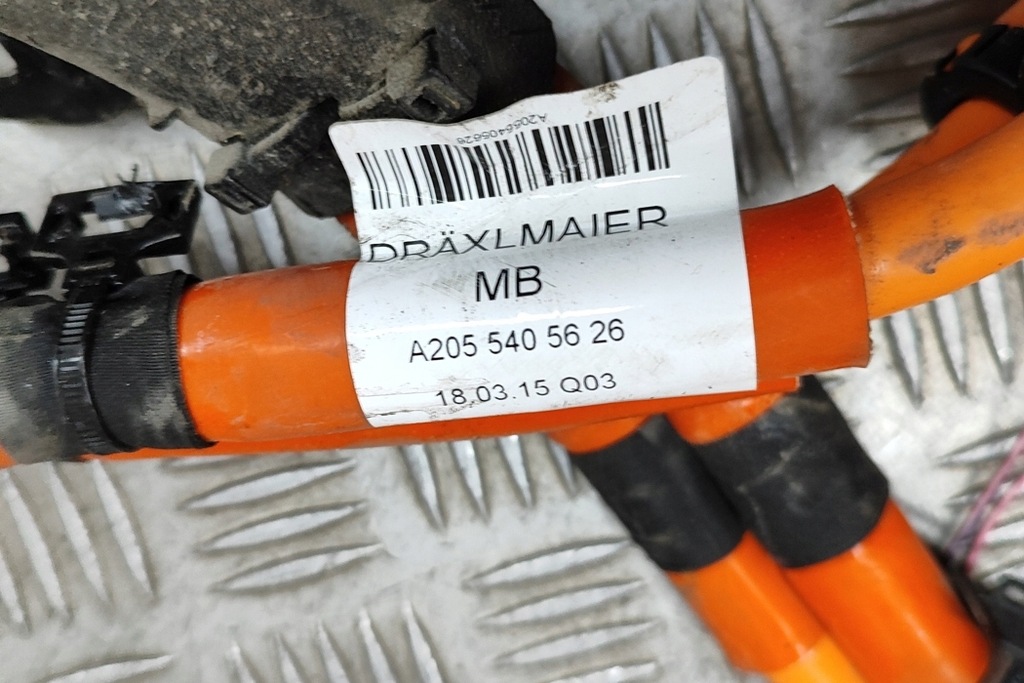 A2055405626
DRÄXLMAIER
MB
A205 540 56 26
18.03.15 Q03